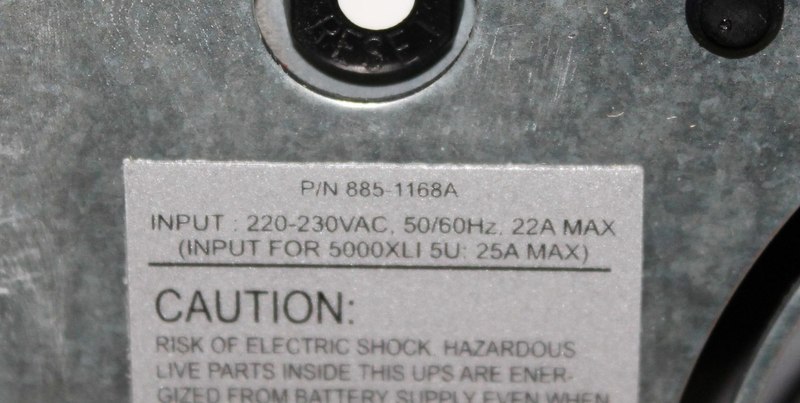 RESET
P/N 885-1168A
INPUT : 220-230VAC, 50/60Hz, 22A MAX
(INPUT FOR 5000XLI 5U: 25A MAX)
CAUTION:
RISK OF ELECTRIC SHOCK. HAZARDOUS
LIVE PARTS INSIDE THIS UPS ARE ENER-
GIZED FROM BATTERY SUPPLY EVEN WHEN